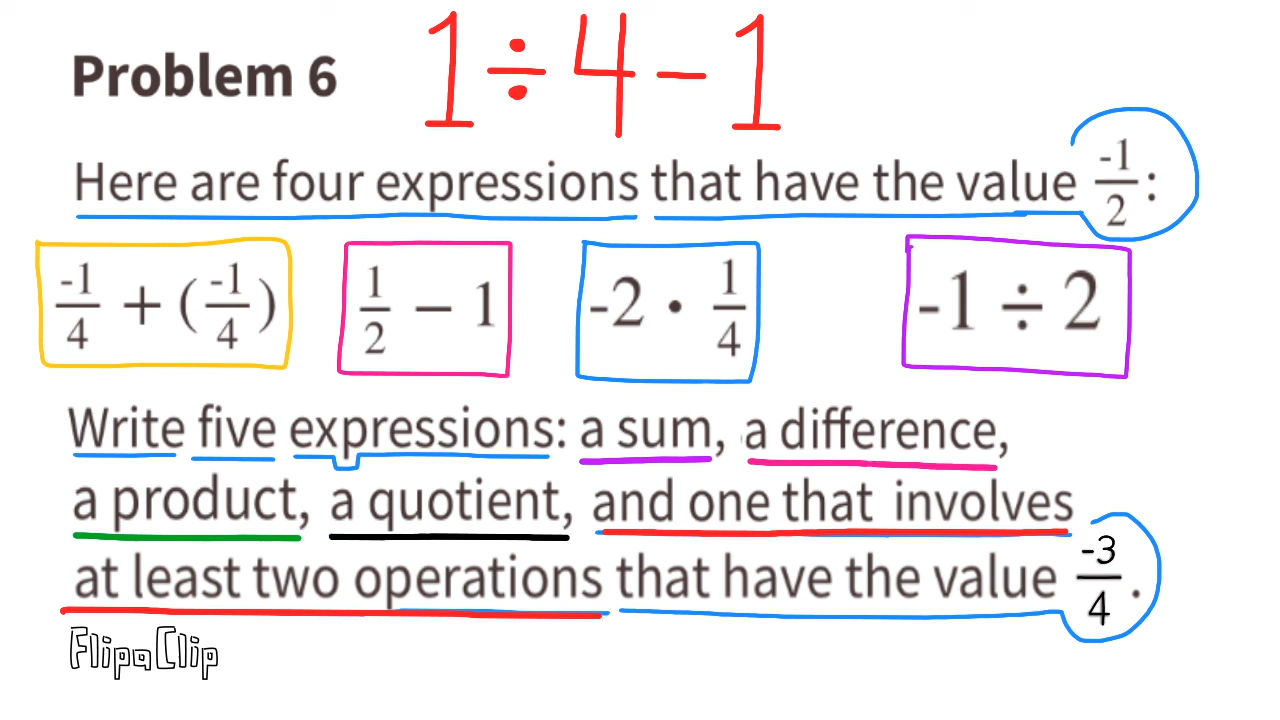 Problem 6 1 ÷ 4 - 1
Here are four expressions that have the value -1/2:
-1/4 + (-1/4) 1/2 - 1 -2 · 1/4 -1 ÷ 2
Write five expressions: a sum, a difference,
a product, a quotient, and one that involves
at least two operations that have the value -3/4.
FlipaClip